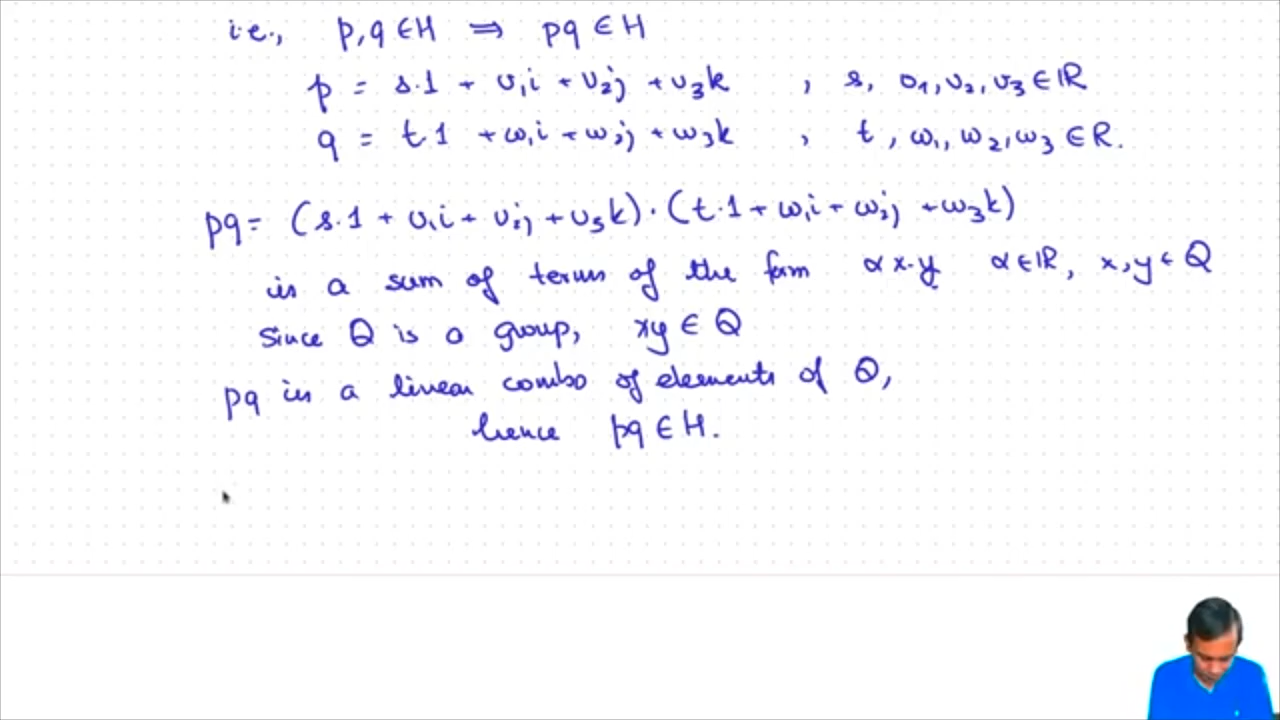 i.e., p,q ∈ H ⟹ pq ∈ H
p = s.1 + v₁i + v₂j + v₃k , s, v₁, v₂, v₃ ∈ ℝ
q = t.1 + w₁i + w₂j + w₃k , t, w₁, w₂, w₃ ∈ R.
pq = (s.1 + v₁i + v₂j + v₃k).(t.1 + w₁i + w₂j + w₃k)
is a sum of terms of the form αx.y α ∈ ℝ, x,y ∈ Q
Since Q is a group, xy ∈ Q
pq is a linear combo of elements of Q,
hence pq ∈ H.